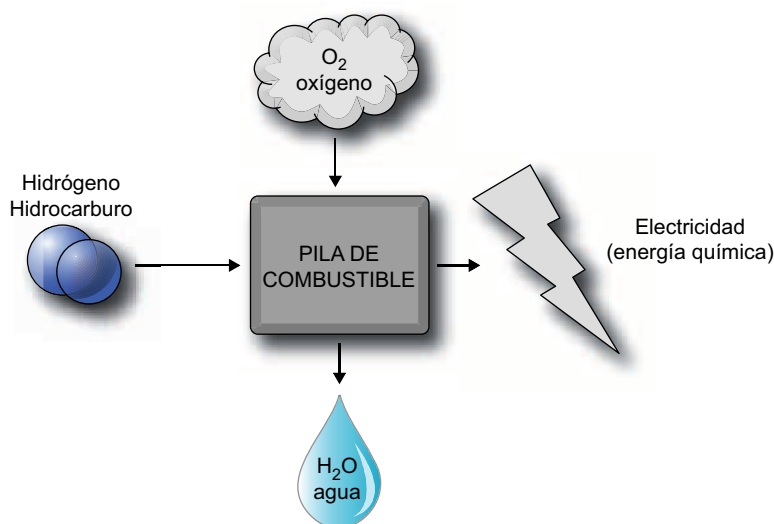 O₂
oxígeno
Hidrógeno
Hidrocarburo
PILA DE
COMBUSTIBLE
Electricidad
(energía química)
H₂O
agua